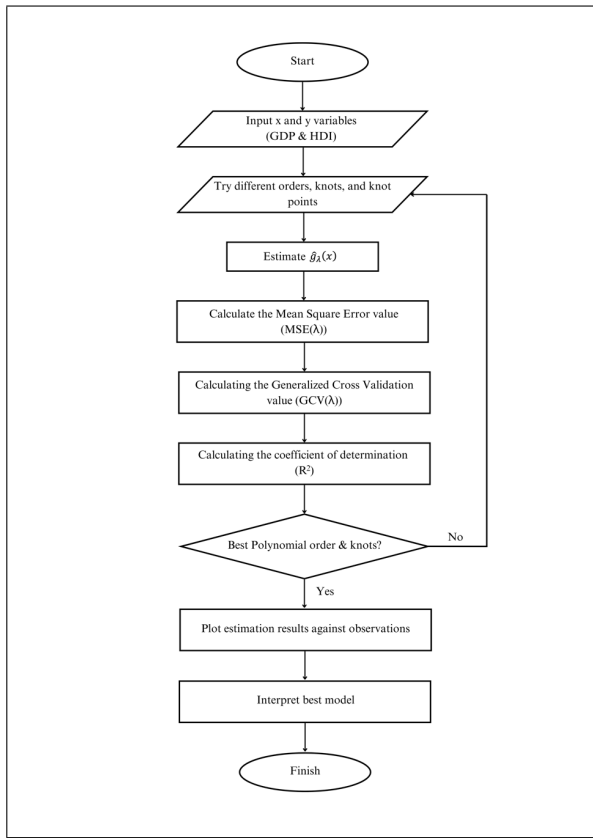 Start
Input x and y variables
(GDP & HDI)
Try different orders, knots, and knot
points
Estimate ĝ_λ(x)
Calculate the Mean Square Error value
(MSE(λ))
Calculating the Generalized Cross Validation
value (GCV(λ))
Calculating the coefficient of determination
(R²)
Best Polynomial order & knots?
No
Yes
Plot estimation results against observations
Interpret best model
Finish